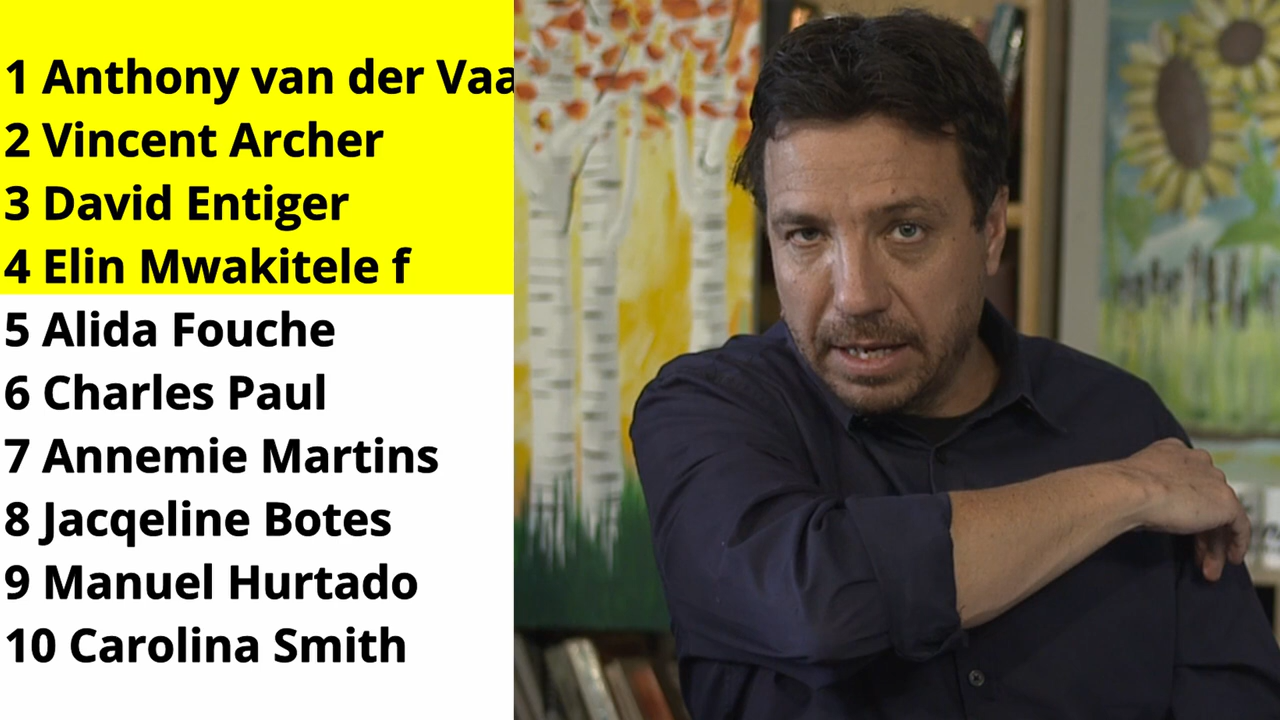 1 Anthony van der Vaa
2 Vincent Archer
3 David Entiger
4 Elin Mwakitele f
5 Alida Fouche
6 Charles Paul
7 Annemie Martins
8 Jacqeline Botes
9 Manuel Hurtado
10 Carolina Smith